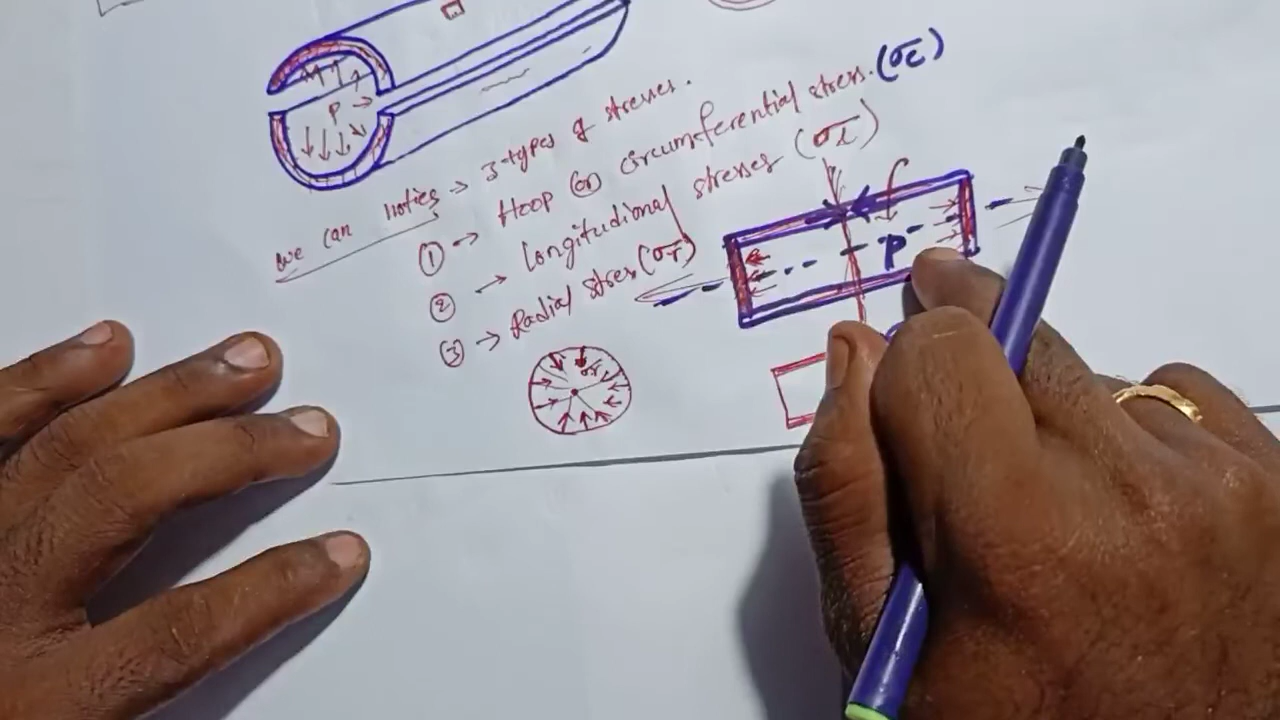 P
we can noties → 3-types of stresses.
① → Hoop (or) circumferential stress. (σc)
② → longitudional stresses (σL)
③ → Radial stress (σr)
P
σr